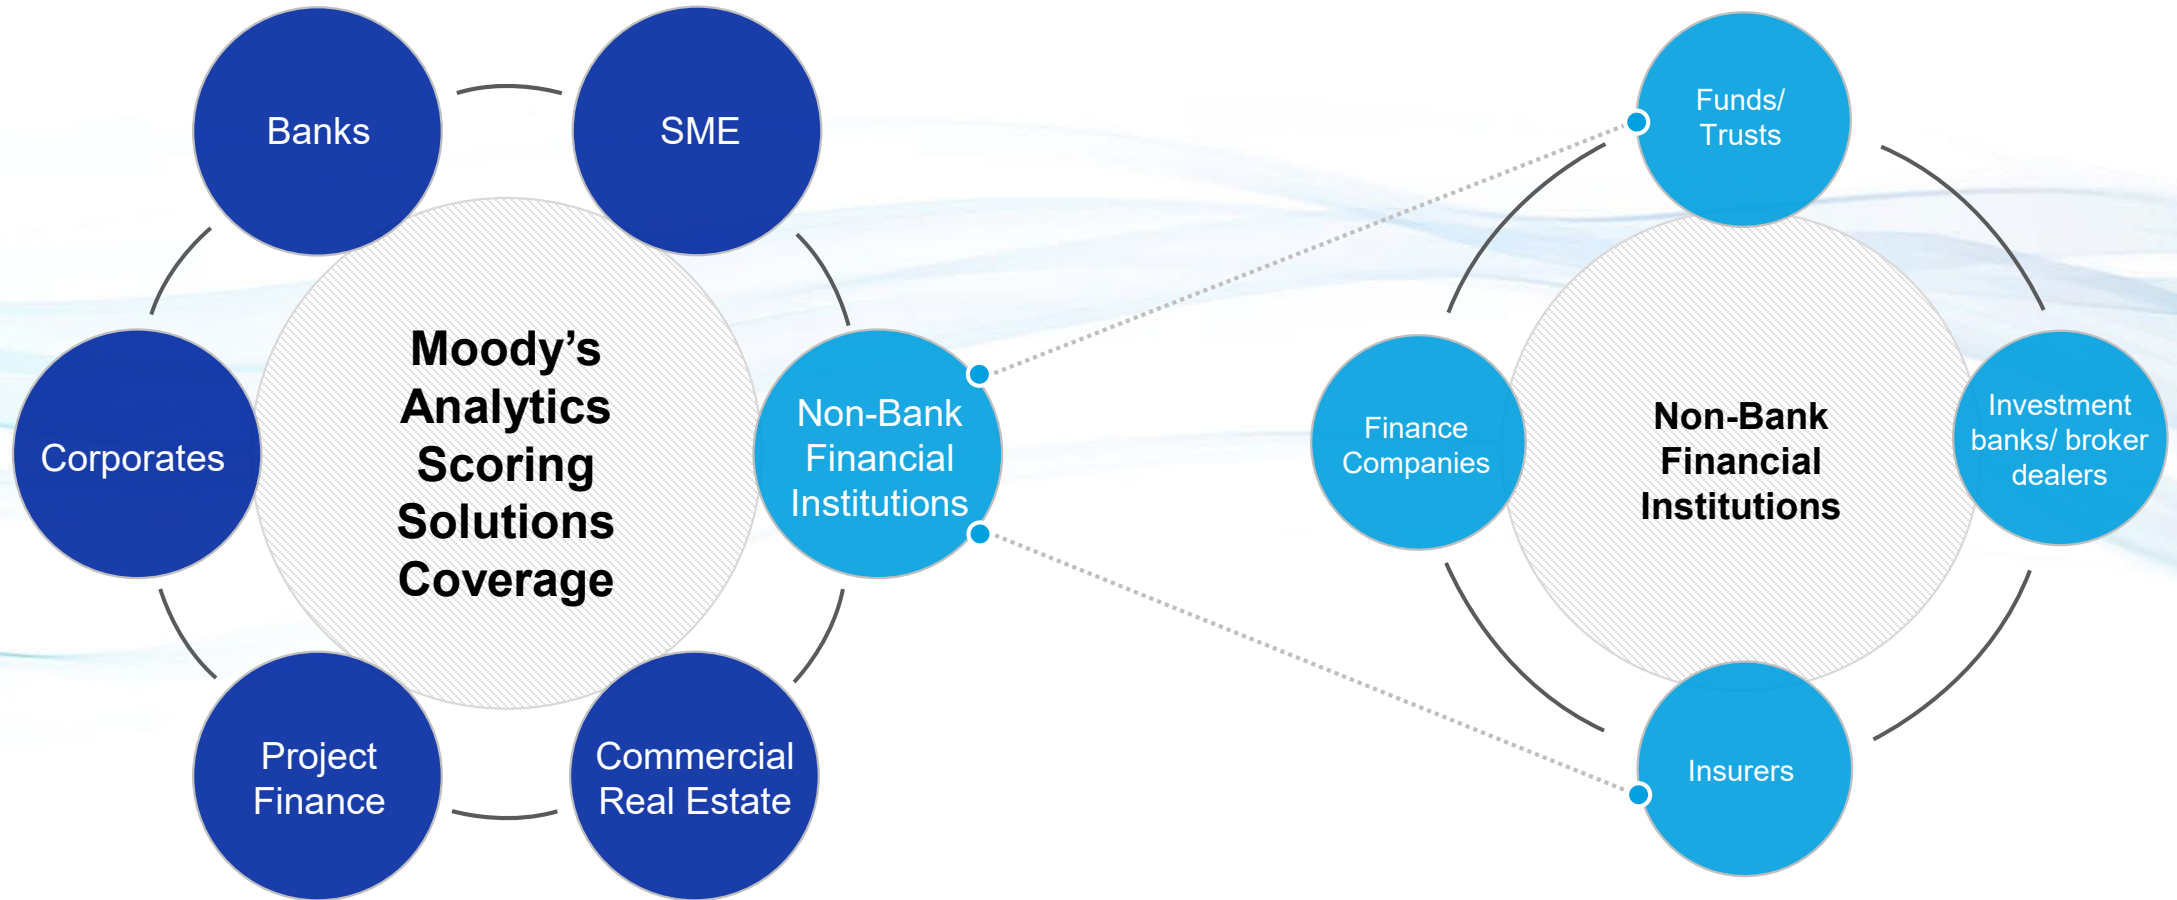 Banks
SME
Moody’s
Analytics
Scoring
Solutions
Coverage
Corporates
Non-Bank
Financial
Institutions
Project
Finance
Commercial
Real Estate
Funds/
Trusts
Finance
Companies
Non-Bank
Financial
Institutions
Investment
banks/ broker
dealers
Insurers